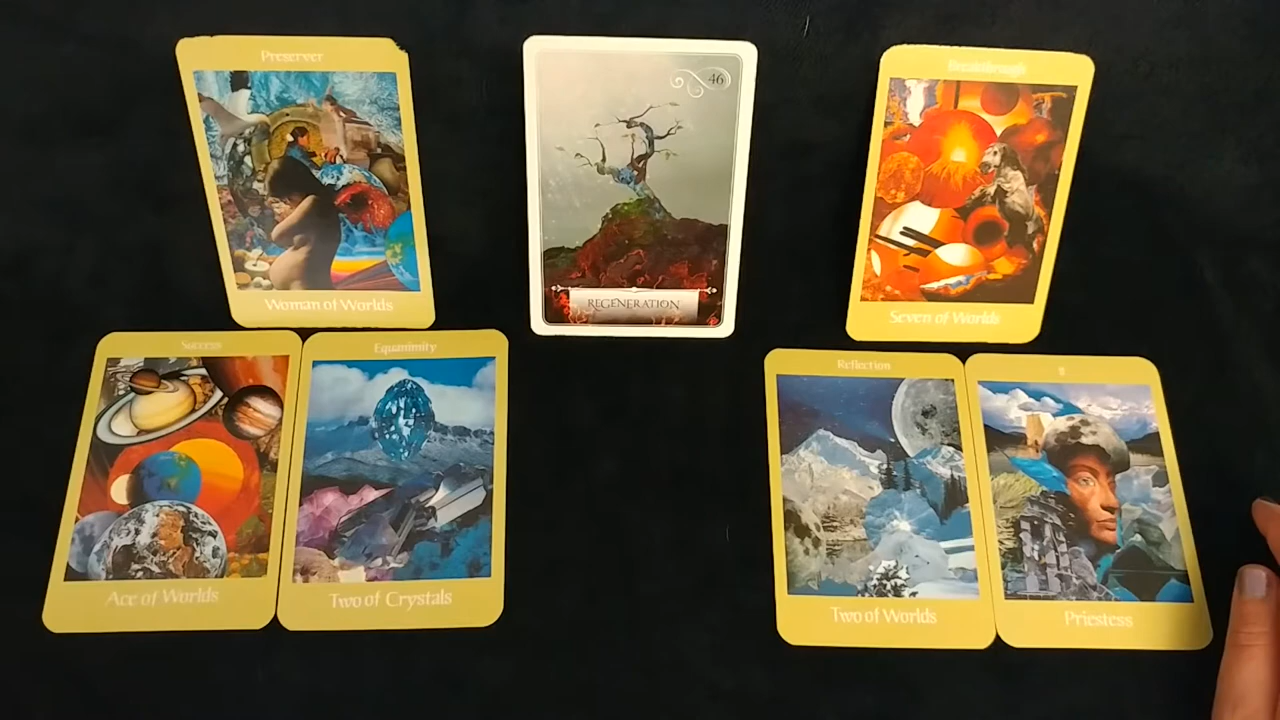 Preserver
Woman of Worlds
46
REGENERATION
Breakthrough
Seven of Worlds
Success
Ace of Worlds
Equanimity
Two of Crystals
Reflection
Two of Worlds
Priestess